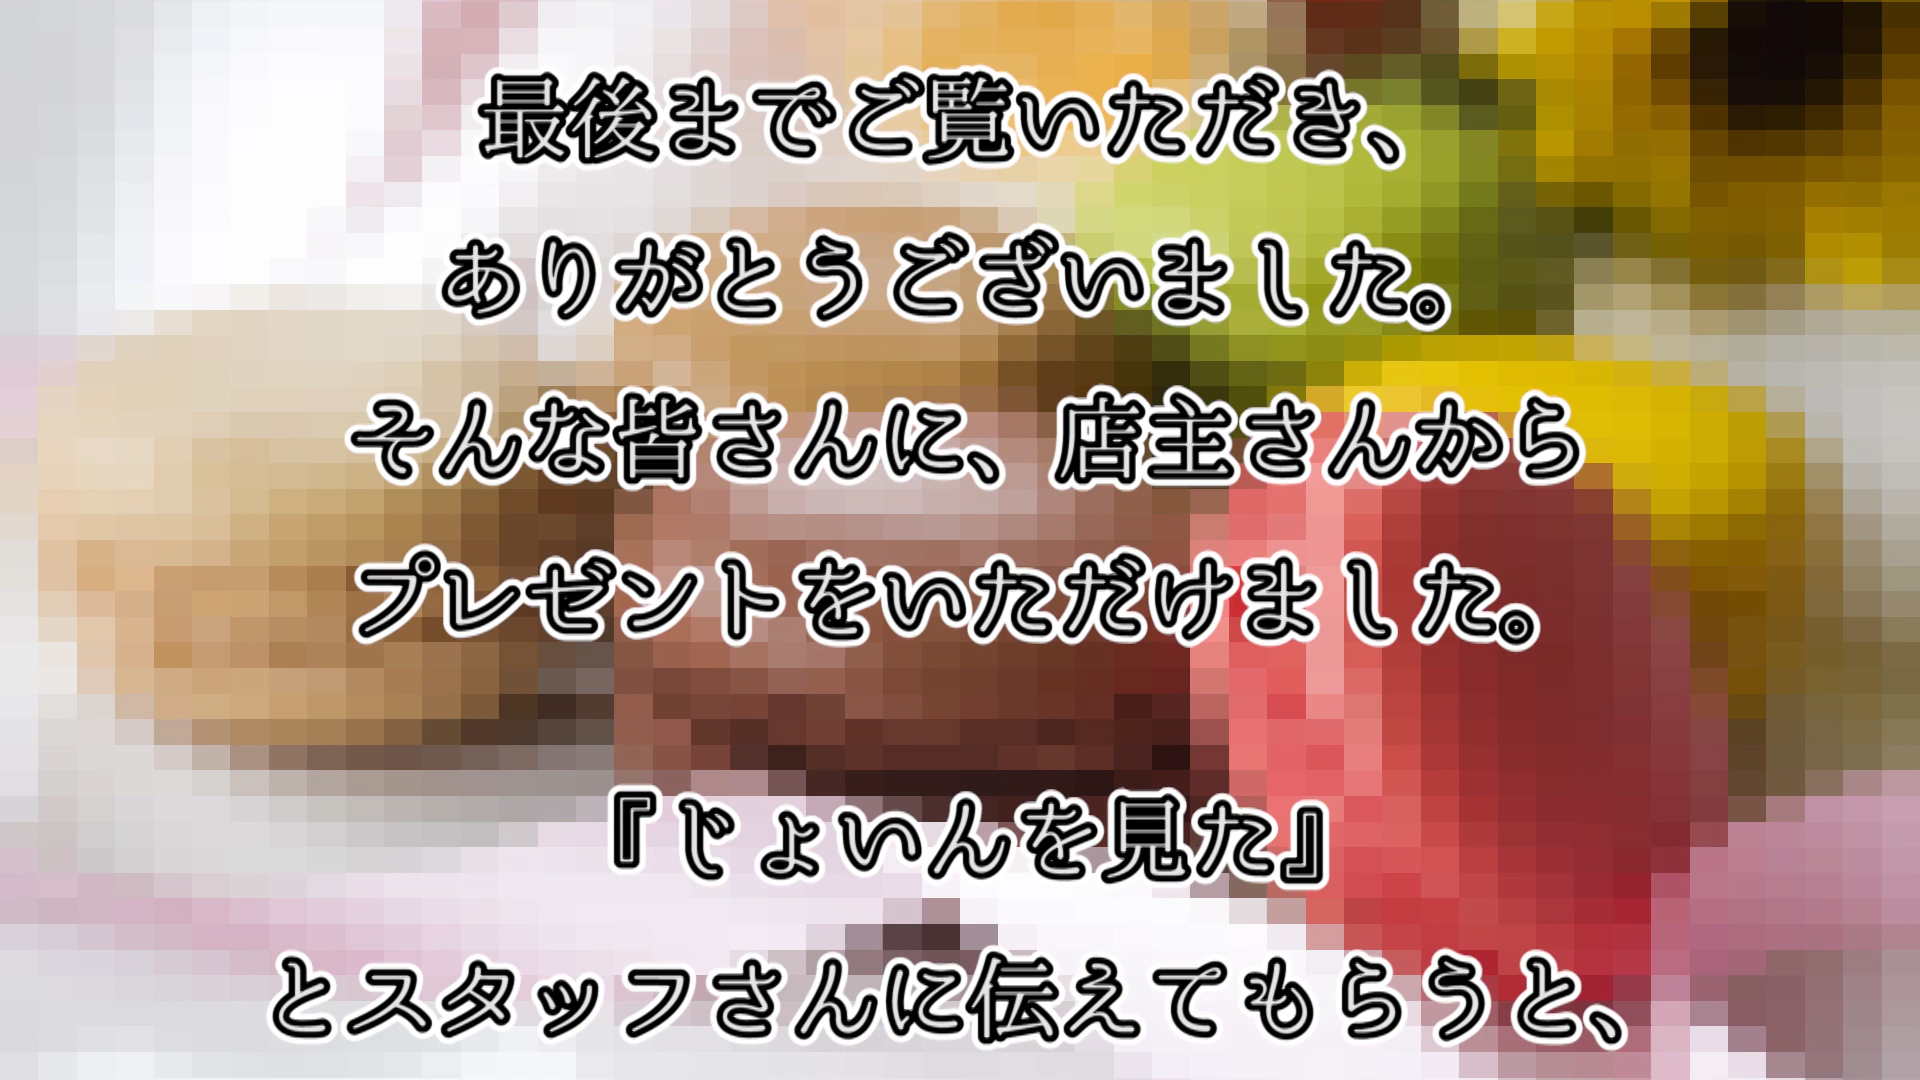 最後までご覧いただき、
ありがとうございました。
そんな皆さんに、店主さんから
プレゼントをいただけました。
『じょいんを見た』
とスタッフさんに伝えてもらうと、